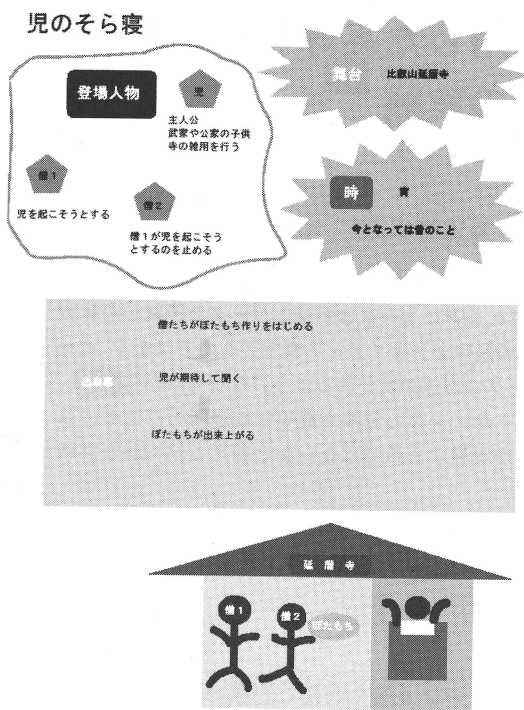 児のそら寝
登場人物
児
主人公
武家や公家の子供
寺の雑用を行う
僧1
児を起こそうとする
僧2
僧1が児を起こそう
とするのを止める
舞台
比叡山延暦寺
時
宵
今となっては昔のこと
僧たちがぼたもち作りをはじめる
出来事
児が期待して聞く
ぼたもちが出来上がる
延暦寺
僧1
僧2
ぼたもち